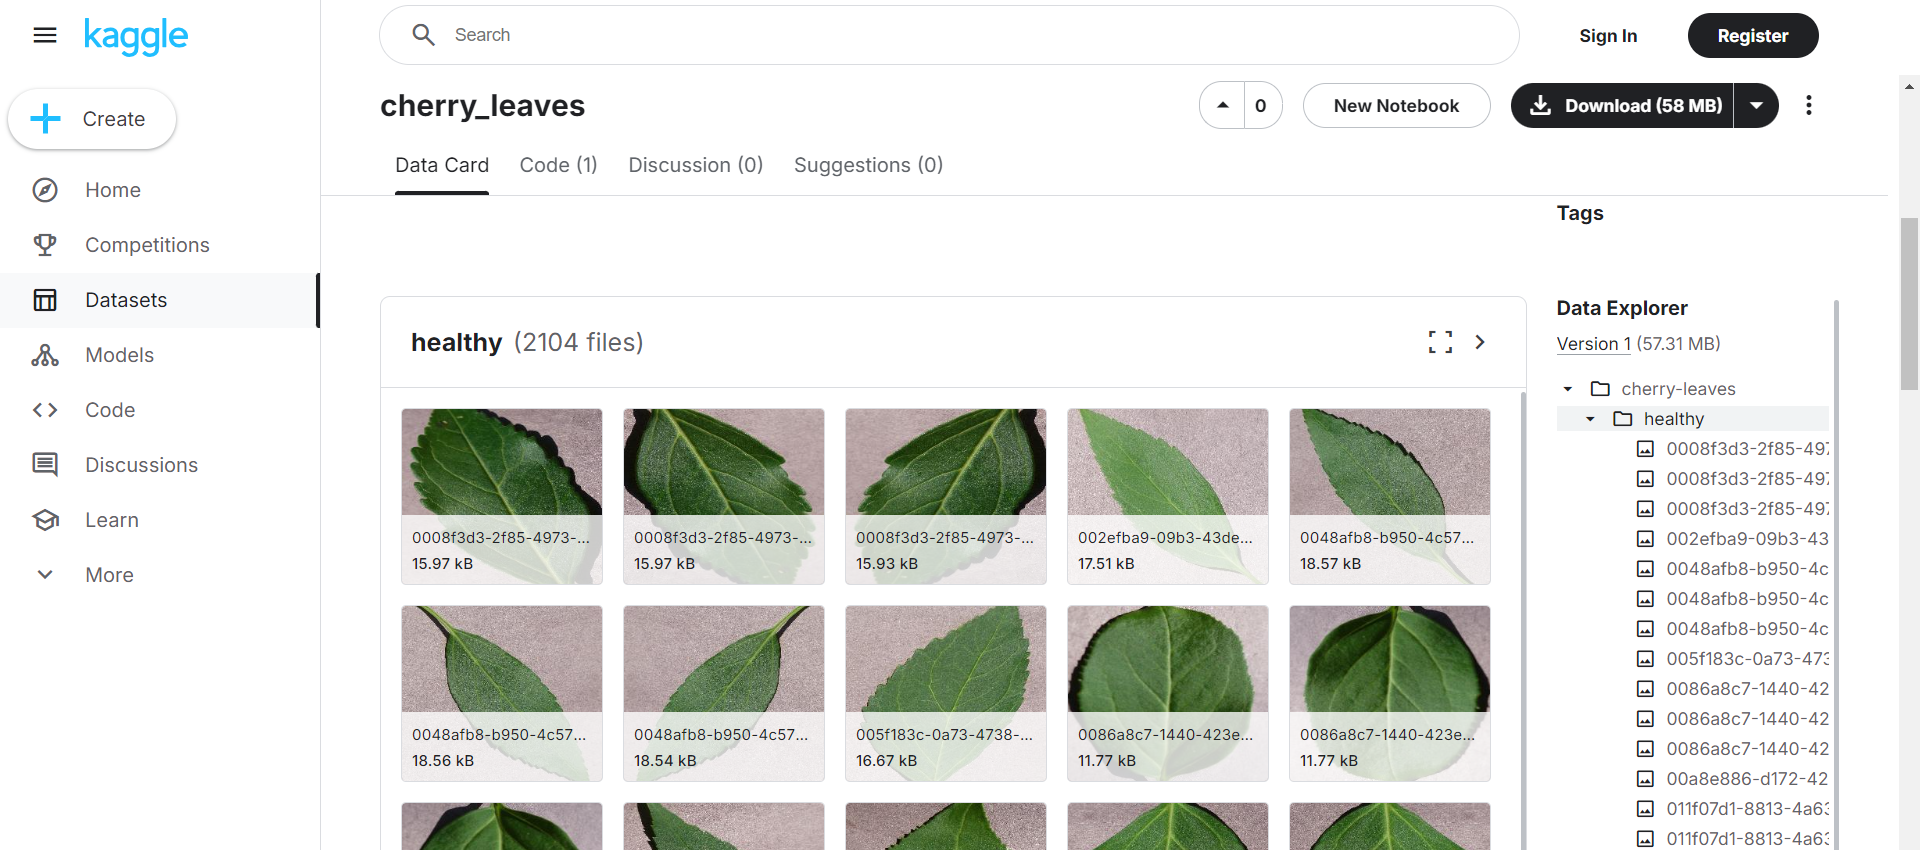 kaggle
Search
Sign In
Register
Create
Home
Competitions
Datasets
Models
Code
Discussions
Learn
More
cherry_leaves
0
New Notebook
Download (58 MB)
Data Card
Code (1)
Discussion (0)
Suggestions (0)
Tags
healthy (2104 files)
0008f3d3-2f85-4973-...
15.97 kB
0008f3d3-2f85-4973-...
15.97 kB
0008f3d3-2f85-4973-...
15.93 kB
002efba9-09b3-43de...
17.51 kB
0048afb8-b950-4c57...
18.57 kB
0048afb8-b950-4c57...
18.56 kB
0048afb8-b950-4c57...
18.54 kB
005f183c-0a73-4738-...
16.67 kB
0086a8c7-1440-423e...
11.77 kB
0086a8c7-1440-423e...
11.77 kB
Data Explorer
Version 1 (57.31 MB)
cherry-leaves
healthy
0008f3d3-2f85-497
0008f3d3-2f85-497
0008f3d3-2f85-497
002efba9-09b3-43
0048afb8-b950-4c
0048afb8-b950-4c
0048afb8-b950-4c
005f183c-0a73-473
0086a8c7-1440-42
0086a8c7-1440-42
0086a8c7-1440-42
00a8e886-d172-42
011f07d1-8813-4a63
011f07d1-8813-4a63